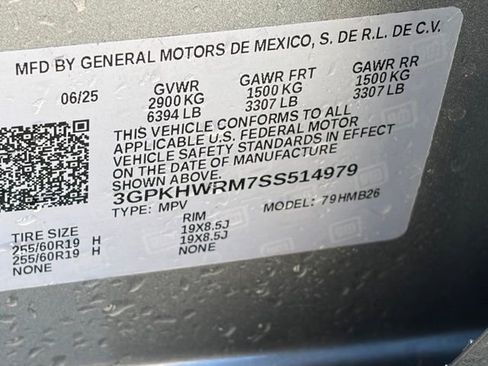 MFD BY GENERAL MOTORS DE MEXICO, S. DE R.L. DE C.V.
06/25
GVWR
2900 KG
6394 LB
GAWR FRT
1500 KG
3307 LB
GAWR RR
1500 KG
3307 LB
THIS VEHICLE CONFORMS TO ALL
APPLICABLE U.S. FEDERAL MOTOR
VEHICLE SAFETY STANDARDS IN EFFECT
ON THE DATE OF MANUFACTURE
SHOWN ABOVE.
3GPKHWRM7SS514979
TYPE: MPV
MODEL: 79HMB26
TIRE SIZE
255/60R19 H
255/60R19 H
NONE
RIM
19X8.5J
19X8.5J
NONE